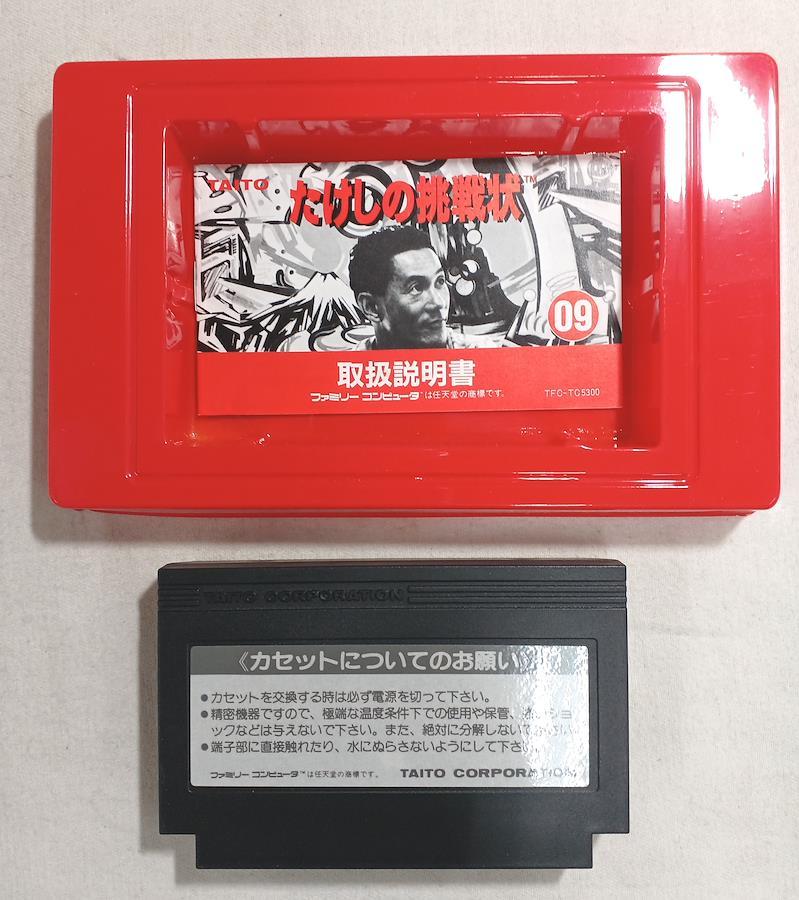 TAITO
たけしの挑戦状™
09
取扱説明書
ファミリーコンピュータ™は任天堂の商標です。
TFC-TC5300
TAITO CORPORATION
《カセットについてのお願い
●カセットを交換する時は必ず電源を切って下さい。
●精密機器ですので、極端な温度条件下での使用や保管、強いショ
ックなどは与えないで下さい。また、絶対に分解しないで
●端子部に直接触れたり、水にぬらさないようにして下さい。
ファミリーコンピュータ™は任天堂の商標です。
TAITO CORPORATION